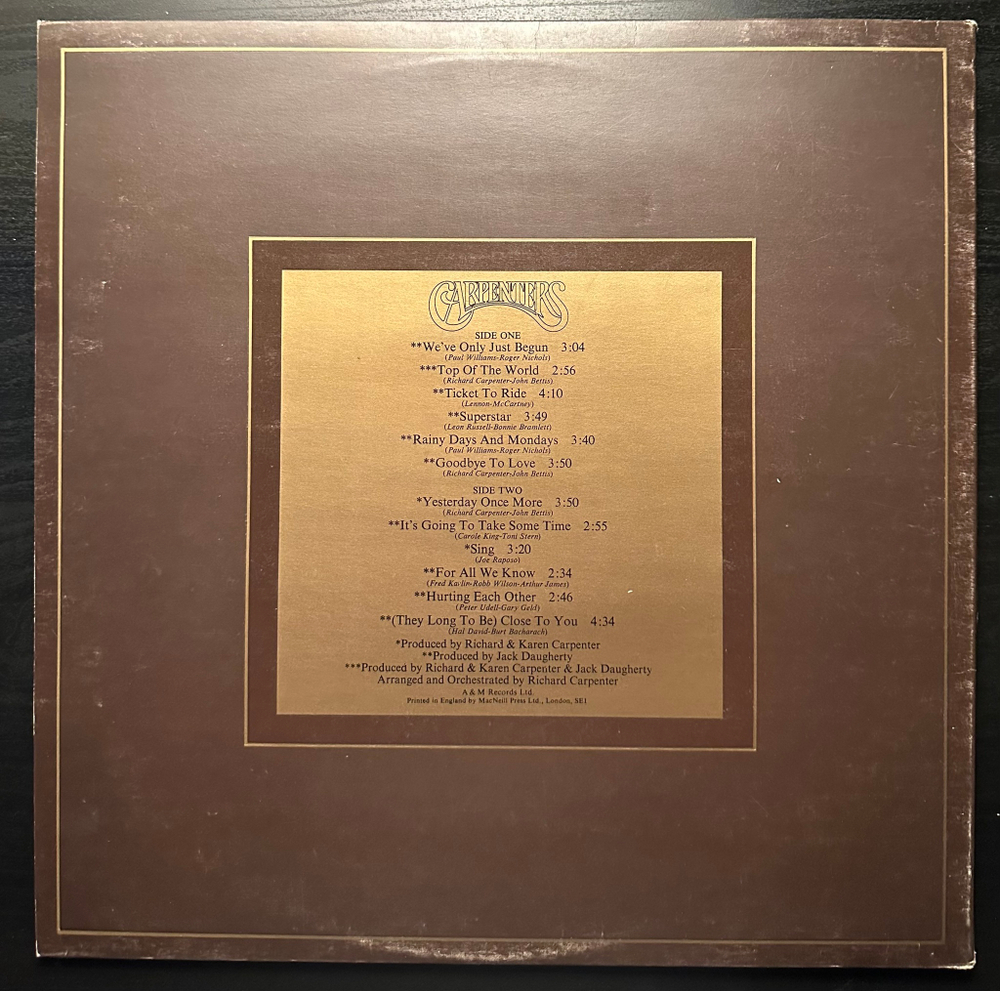 CARPENTERS
SIDE ONE
**We've Only Just Begun 3:04
(Paul Williams-Roger Nichols)
***Top Of The World 2:56
(Richard Carpenter-John Bettis)
**Ticket To Ride 4:10
(Lennon-McCartney)
**Superstar 3:49
(Leon Russell-Bonnie Bramlett)
**Rainy Days And Mondays 3:40
(Paul Williams-Roger Nichols)
**Goodbye To Love 3:50
(Richard Carpenter-John Bettis)
SIDE TWO
*Yesterday Once More 3:50
(Richard Carpenter-John Bettis)
**It's Going To Take Some Time 2:55
(Carole King-Toni Stern)
*Sing 3:20
(Joe Raposo)
**For All We Know 2:34
(Fred Karlin-Robb Wilson-Arthur James)
**Hurting Each Other 2:46
(Peter Udell-Gary Geld)
**(They Long To Be) Close To You 4:34
(Hal David-Burt Bacharach)
*Produced by Richard & Karen Carpenter
**Produced by Jack Daugherty
***Produced by Richard & Karen Carpenter & Jack Daugherty
Arranged and Orchestrated by Richard Carpenter
A & M Records Ltd.
Printed in England by MacNeill Press Ltd., London, SE1